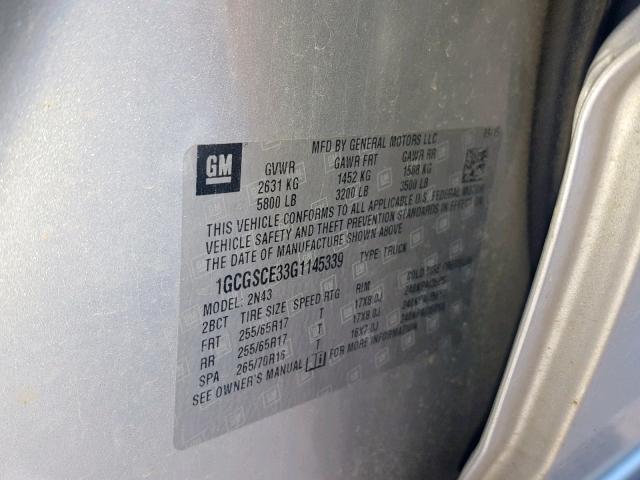 MFD BY GENERAL MOTORS LLC
GM GVWR GAWR FRT GAWR RR
2631 KG 1452 KG 1588 KG
5800 LB 3200 LB 3500 LB
THIS VEHICLE CONFORMS TO ALL APPLICABLE U.S. FEDERAL MOTOR
VEHICLE SAFETY AND THEFT PREVENTION STANDARDS IN EFFECT ON
THE DATE OF MANUFACTURE SHOWN ABOVE
1GCGSCE33G1145339 TYPE: TRUCK
MODEL: 2N43
2BCT TIRE SIZE SPEED RTG RIM COLD TIRE PRESSURE
FRT 255/65R17 T 17X8.0J
RR 255/65R17 T 17X8.0J
SPA 265/70R16 T 16X7.0J
SEE OWNER'S MANUAL FOR MORE INFORMATION